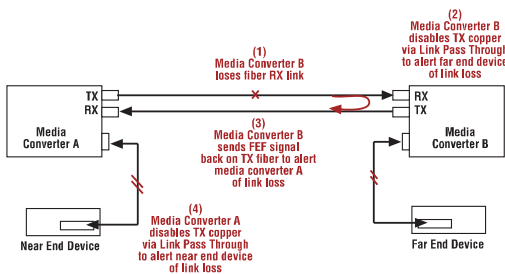 (1)
Media Converter B
loses fiber RX link
(2)
Media Converter B
disables TX copper
via Link Pass Through
to alert far end device
of link loss
TX
RX
Media
Converter A
RX
TX
Media
Converter B
(3)
Media Converter B
sends FEF signal
back on TX fiber to alert
media converter A
of link loss
(4)
Media Converter A
disables TX copper
via Link Pass Through
to alert near end device
of link loss
Near End Device
Far End Device